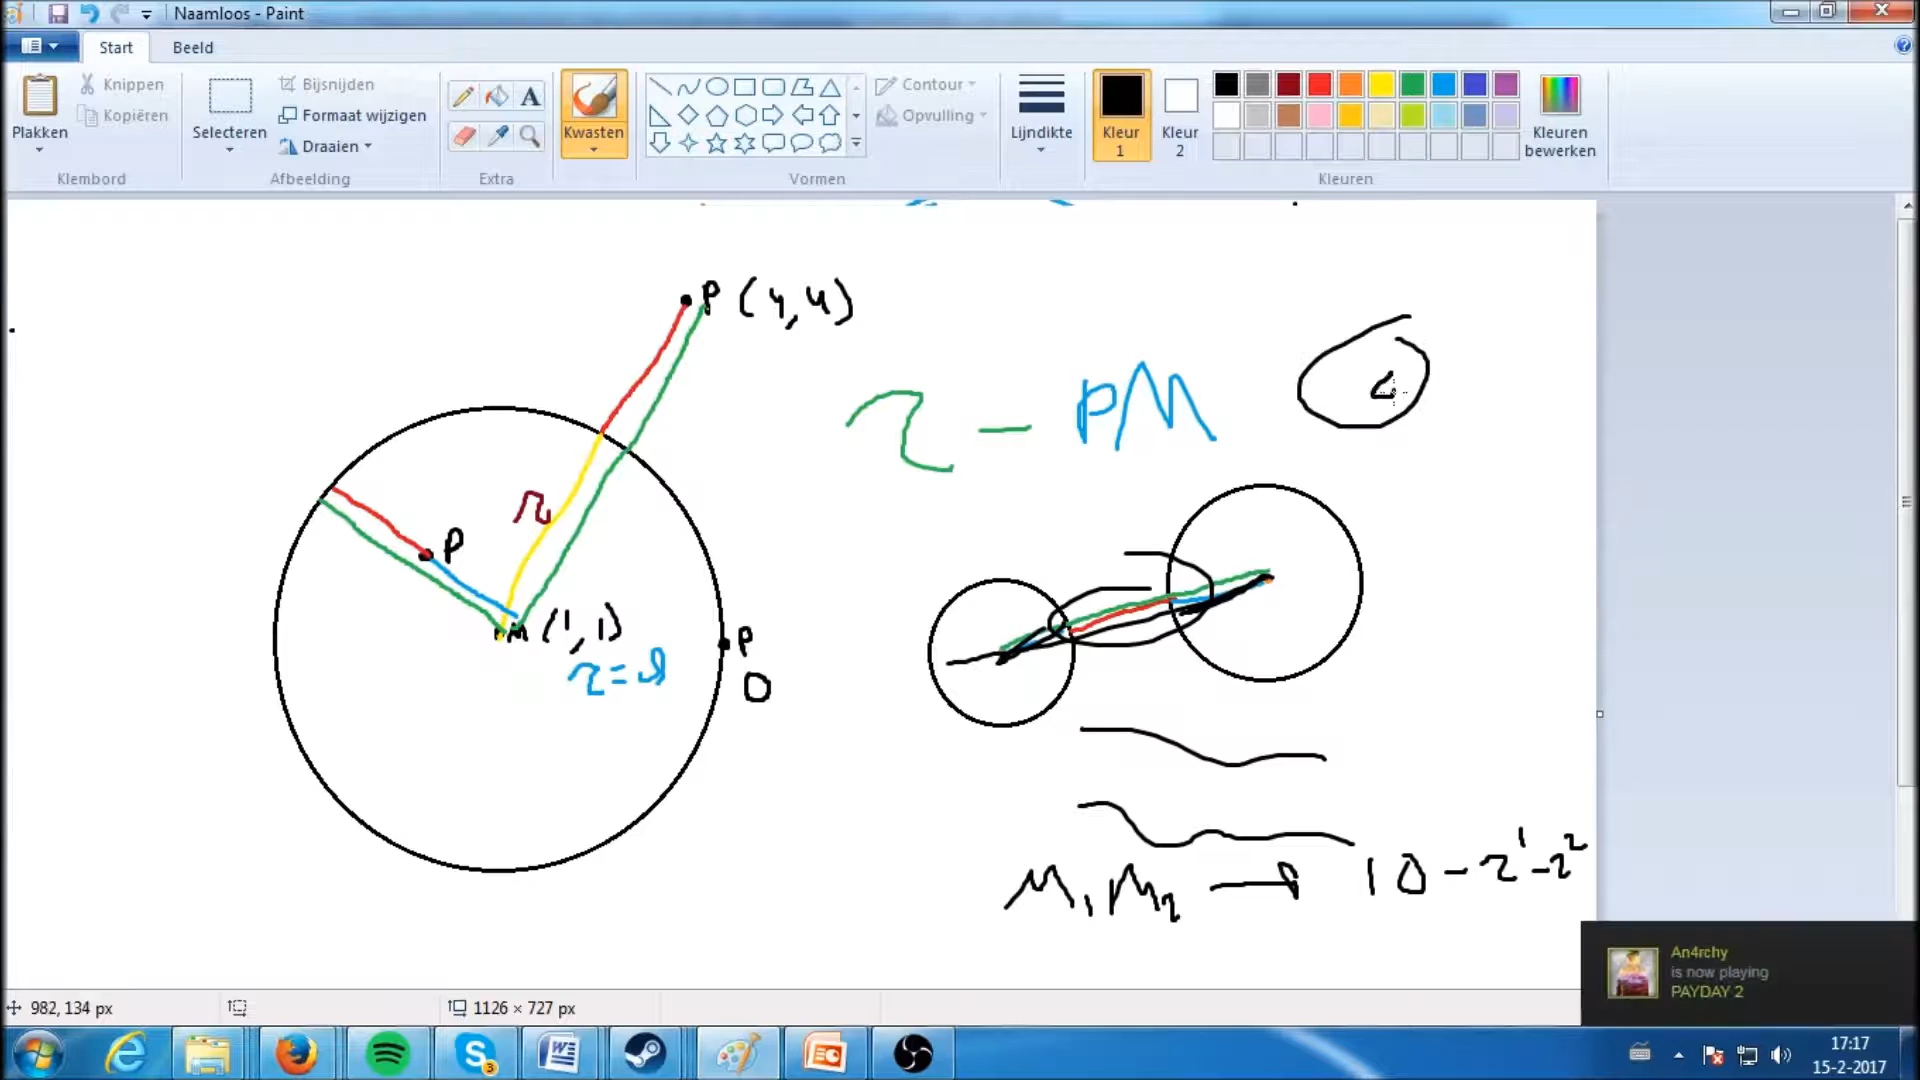 Naamloos - Paint
Start
Beeld
Plakken
Knippen
Kopiëren
Klembord
Selecteren
Bijsnijden
Formaat wijzigen
Draaien
Afbeelding
Extra
Kwasten
Vormen
Contour
Opvulling
Lijndikte
Kleur 1
Kleur 2
Kleuren bewerken
Kleuren
P (4,4)
r - PM
r
P
M (1,1)
P
0
M1M2
10 - r1 - r2
An4rchy
is now playing
PAYDAY 2
982, 134 px
1126 × 727 px
3
17:17
15-2-2017